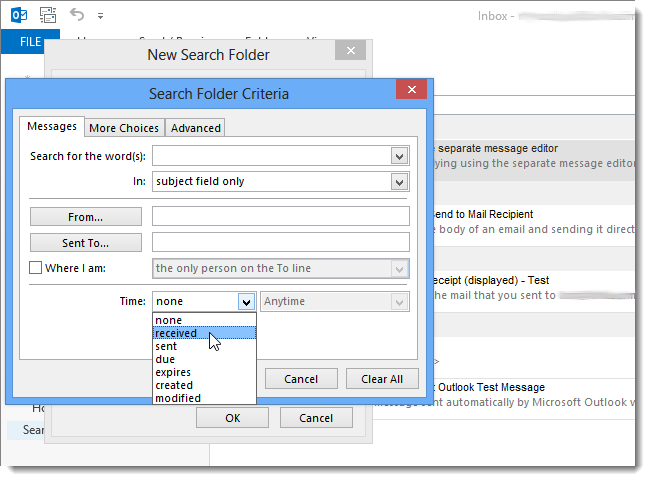 Inbox -
FILE
New Search Folder
Search Folder Criteria
Messages
More Choices
Advanced
Search for the word(s):
In:
subject field only
From...
Sent To...
Where I am:
the only person on the To line
Time:
none
Anytime
none
received
sent
due
expires
created
modified
Cancel
Clear All
OK
Cancel
separate message editor
ying using the separate message editor
Send to Mail Recipient
e body of an email and sending it direct
eceipt (displayed) - Test
the mail that you sent to
>
t Outlook Test Message
message sent automatically by Microsoft Outlook w
Ho
Sear